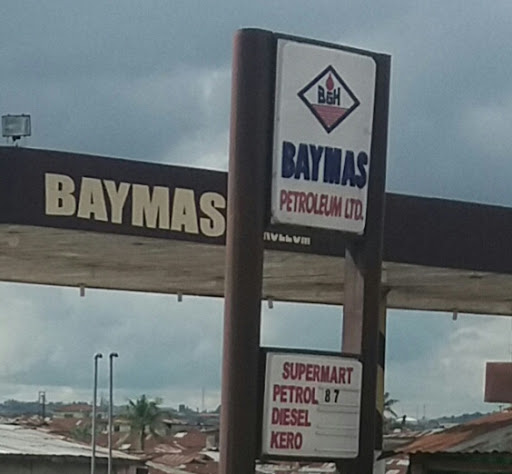 B&H
BAYMAS
PETROLEUM LTD.
BAYMAS
SUPERMART
PETROL 87
DIESEL
KERO